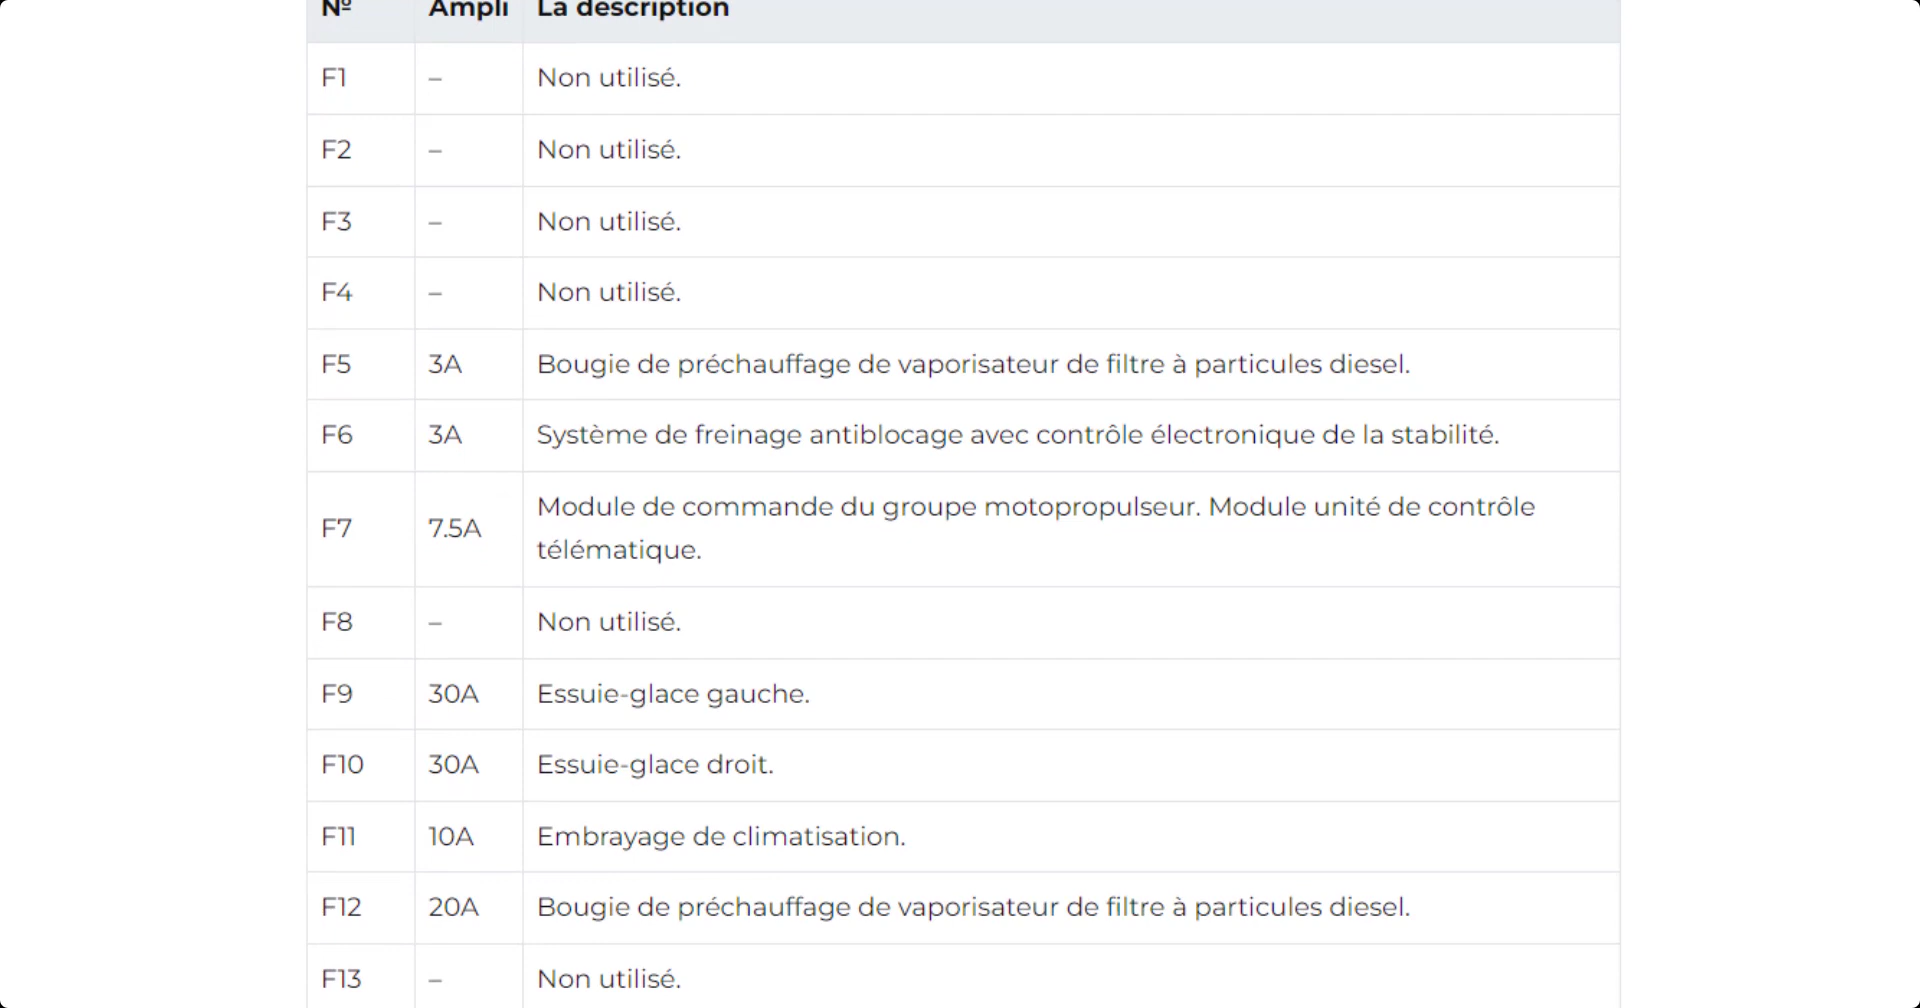 Nº Ampli La description
F1 – Non utilisé.
F2 – Non utilisé.
F3 – Non utilisé.
F4 – Non utilisé.
F5 3A Bougie de préchauffage de vaporisateur de filtre à particules diesel.
F6 3A Système de freinage antiblocage avec contrôle électronique de la stabilité.
F7 7.5A Module de commande du groupe motopropulseur. Module unité de contrôle
télématique.
F8 – Non utilisé.
F9 30A Essuie-glace gauche.
F10 30A Essuie-glace droit.
F11 10A Embrayage de climatisation.
F12 20A Bougie de préchauffage de vaporisateur de filtre à particules diesel.
F13 – Non utilisé.